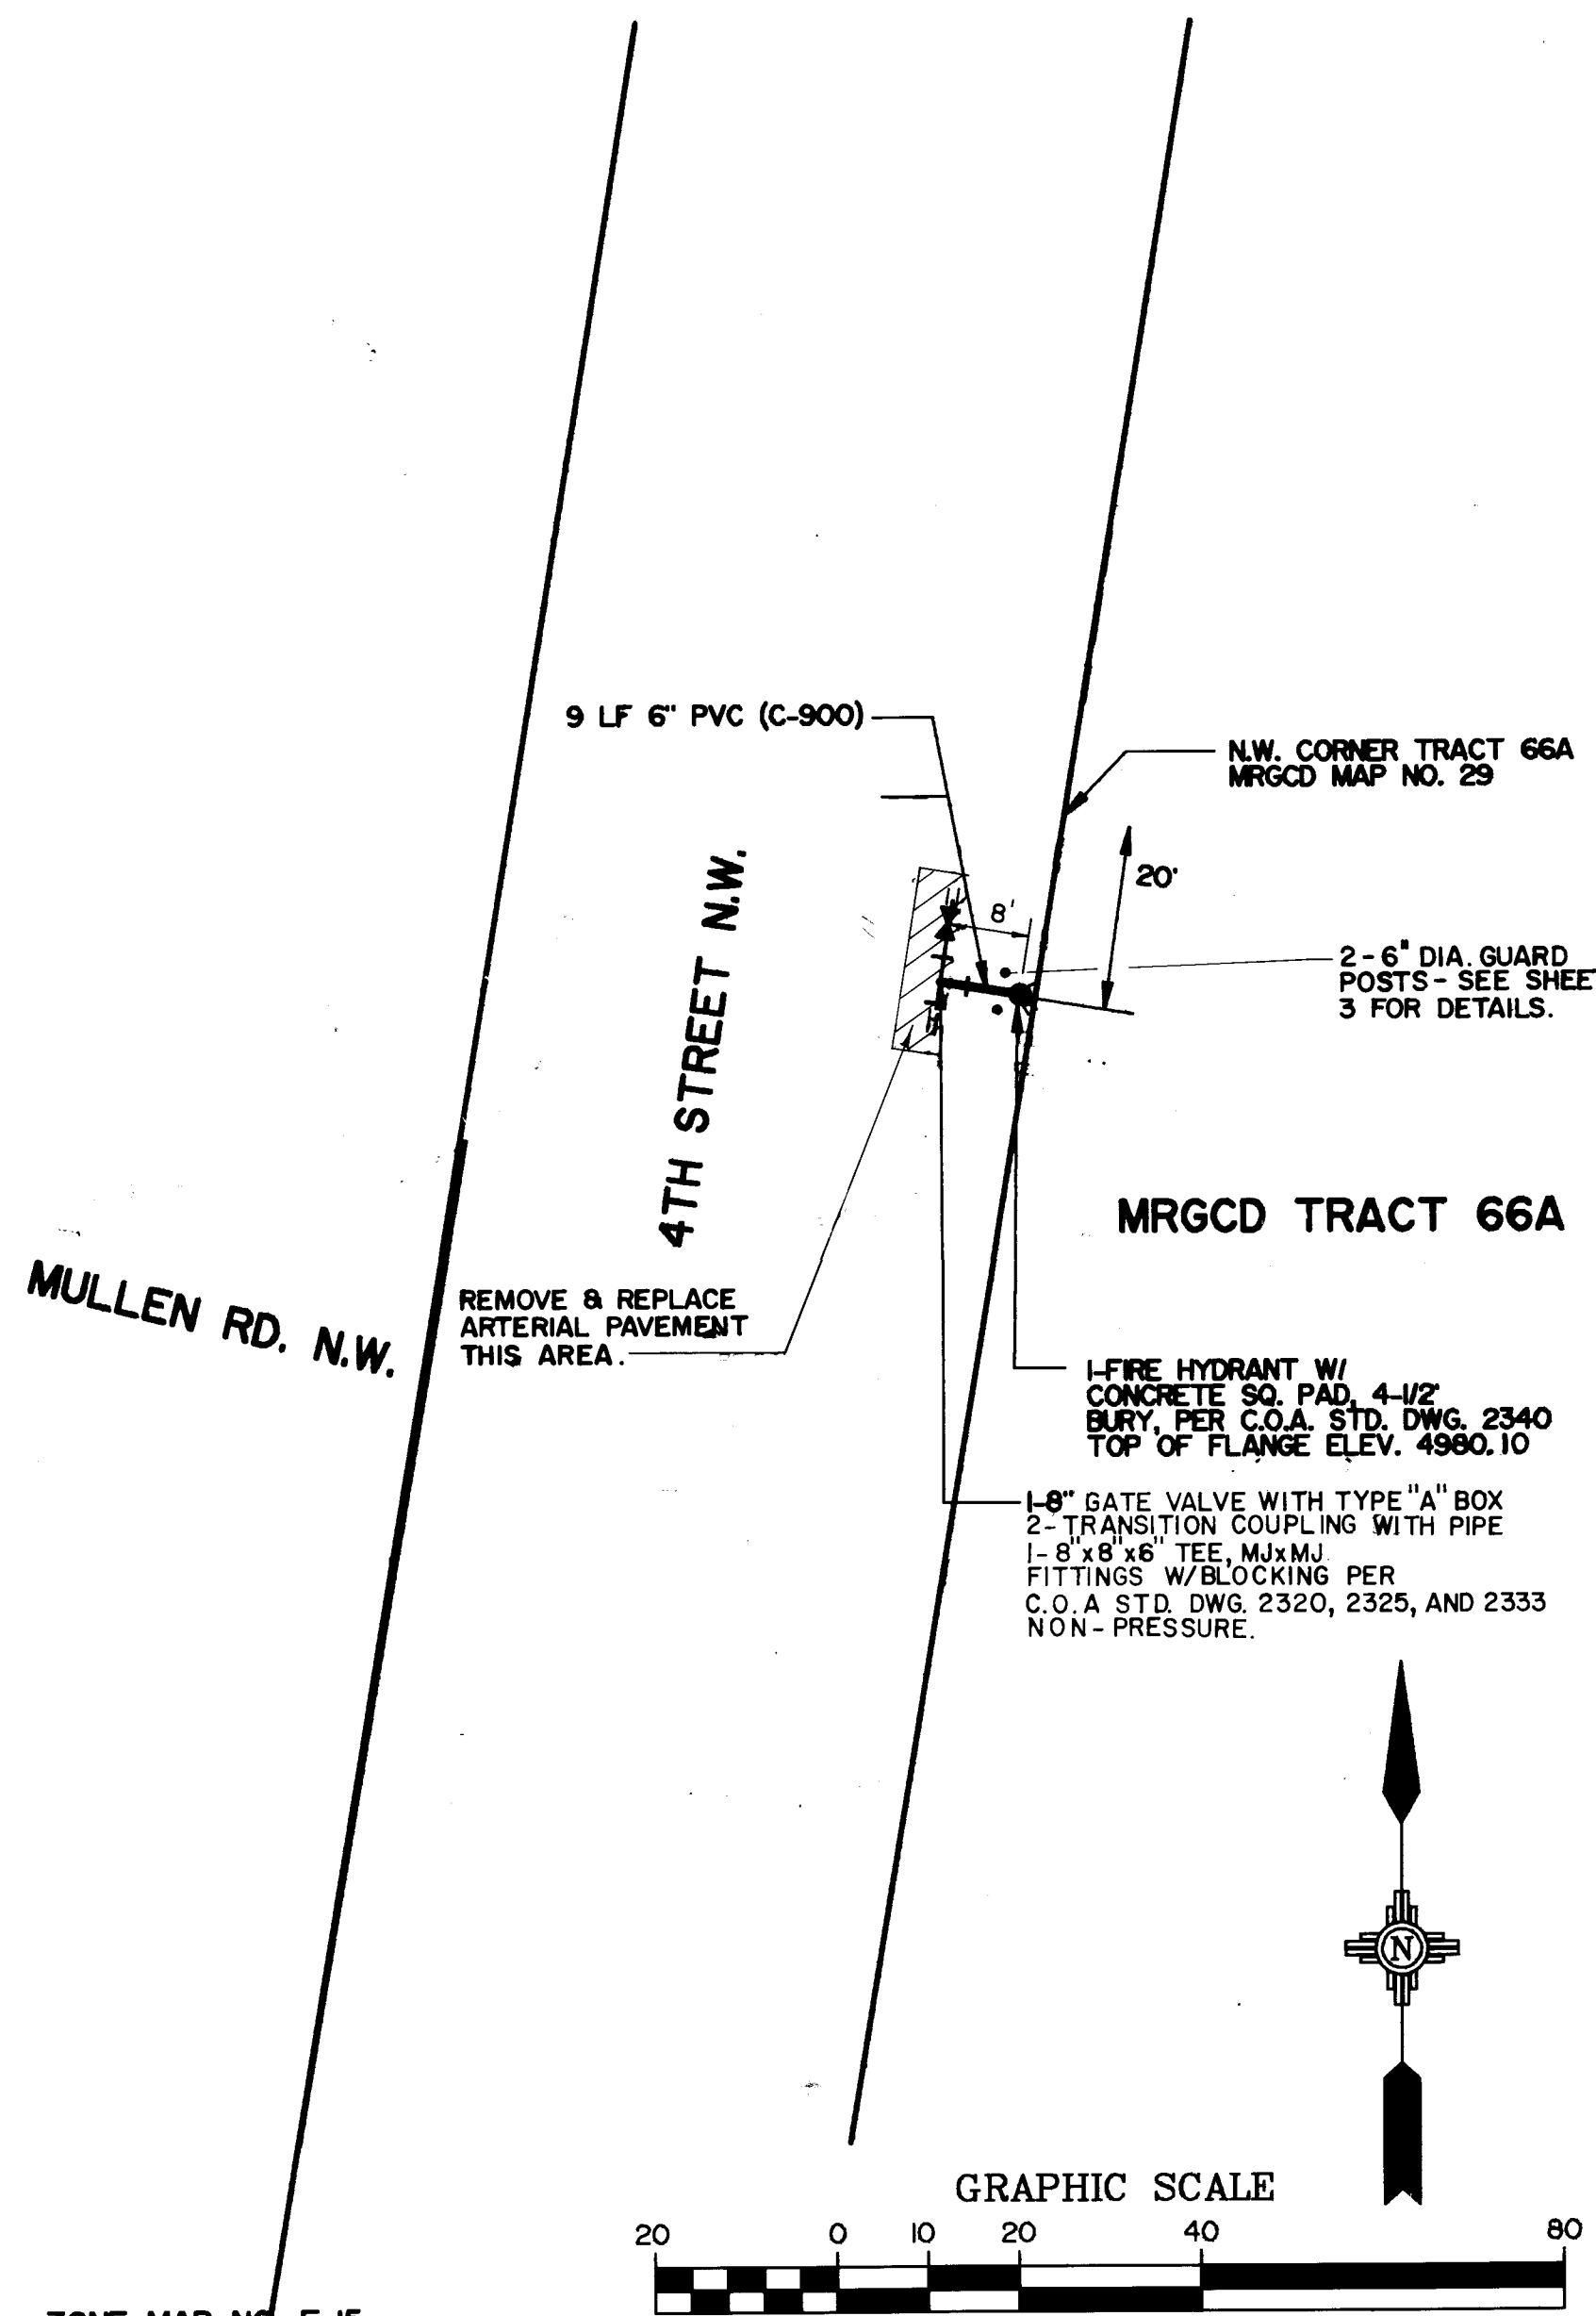 9 LF 6" PVC (C-900)
N.W. CORNER TRACT 66A
MRGCD MAP NO. 29
20'
8'
2-6" DIA. GUARD
POSTS - SEE SHEE
3 FOR DETAILS.
4TH STREET N.W.
MRGCD TRACT 66A
MULLEN RD. N.W.
REMOVE & REPLACE
ARTERIAL PAVEMENT
THIS AREA.
1-FIRE HYDRANT W/
CONCRETE SQ. PAD, 4-1/2'
BURY, PER C.O.A. STD. DWG. 2340
TOP OF FLANGE ELEV. 4980.10
1-8" GATE VALVE WITH TYPE "A" BOX
2-TRANSITION COUPLING WITH PIPE
1-8"x8"x6" TEE, MJxMJ
FITTINGS W/BLOCKING PER
C.O.A STD. DWG. 2320, 2325, AND 2333
NON-PRESSURE.
N
GRAPHIC SCALE
20 0 10 20 40 80
ZONE MAP NO.